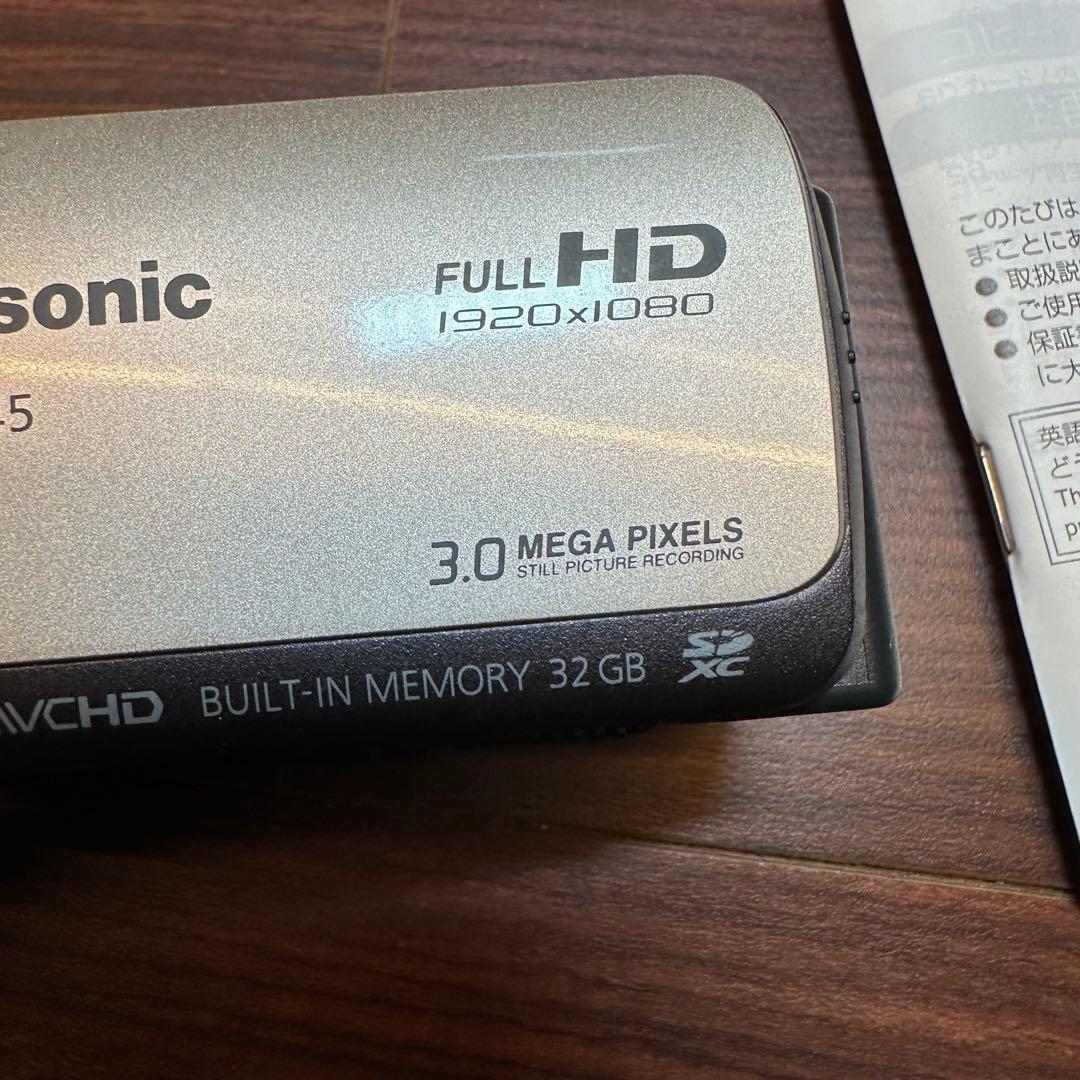 sonic
-5
FULL HD
1920x1080
3.0 MEGA PIXELS
STILL PICTURE RECORDING
AVCHD BUILT-IN MEMORY 32 GB SD XC
このたびは
まことにあ
● 取扱説
● ご使用
● 保証
に大
英語
ど
Th
p